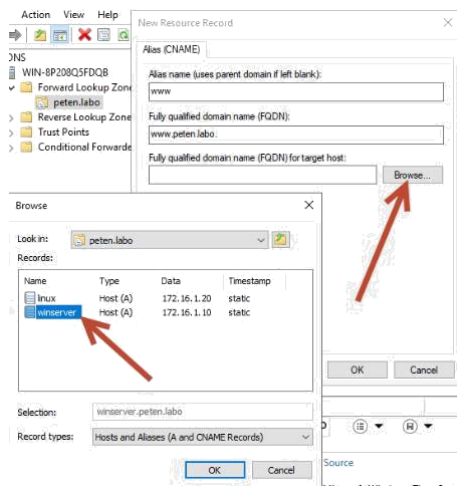 Action View Help
DNS
WIN-8P208Q5FDQB
Forward Lookup Zone
peten.labo
Reverse Lookup Zone
Trust Points
Conditional Forwarde
New Resource Record
Alias (CNAME)
Alias name (uses parent domain if left blank):
www
Fully qualified domain name (FQDN):
www.peten.labo.
Fully qualified domain name (FQDN) for target host:
Browse...
OK Cancel
Browse
Look in: peten.labo
Records:
Name Type Data Timestamp
linux Host (A) 172.16.1.20 static
winserver Host (A) 172.16.1.10 static
Selection: winserver.peten.labo
Record types: Hosts and Aliases (A and CNAME Records)
OK Cancel
Source